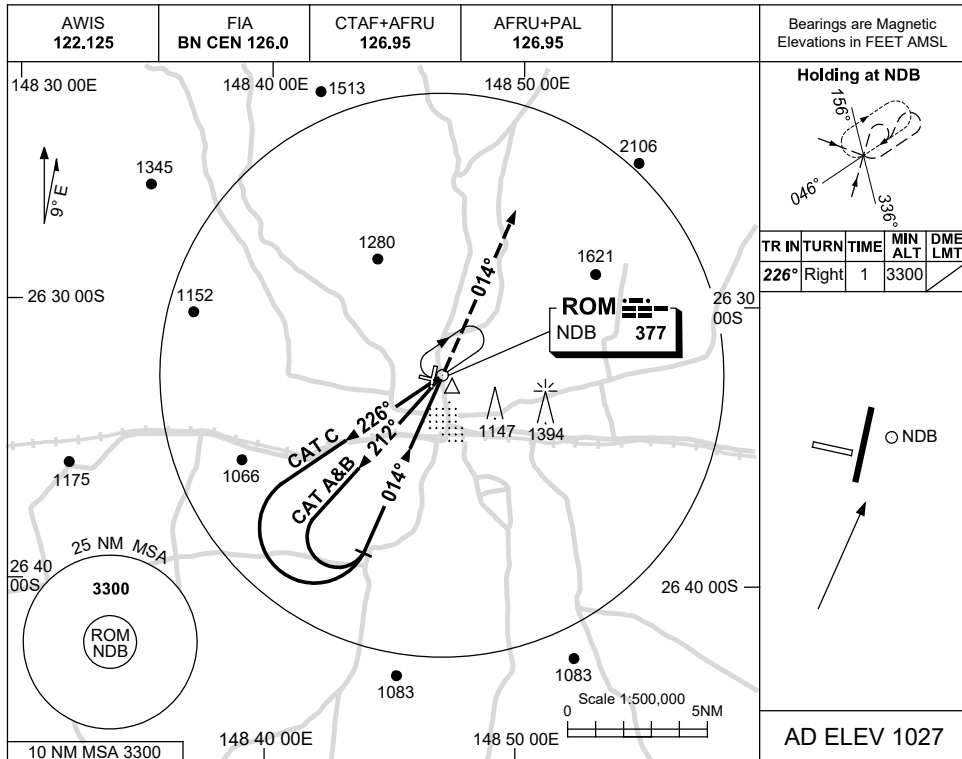 AWIS
122.125
FIA
BN CEN 126.0
CTAF+AFRU
126.95
AFRU+PAL
126.95
Bearings are Magnetic
Elevations in FEET AMSL
148 30 00E
148 40 00E
148 50 00E
1513
2106
1345
9° E
1280
1621
014°
26 30 00S
1152
26 30
00S
ROM
NDB 377
CAT C
226°
CAT A&B
212°
014°
1147
1394
1175
1066
25 NM MSA
26 40
00S
3300
ROM
NDB
26 40 00S
1083
1083
Scale 1:500,000
0 5NM
10 NM MSA 3300
148 40 00E
148 50 00E
Holding at NDB
156°
046°
336°
TR IN TURN TIME MIN ALT DME LMT
226° Right 1 3300
NDB
AD ELEV 1027